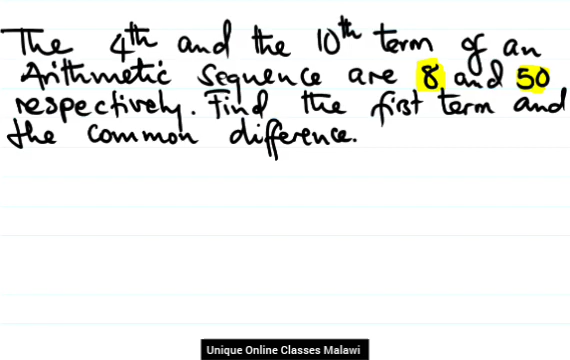 The 4th and the 10th term of an
Arithmetic sequence are 8 and 50
respectively. Find the first term and
the common difference.
Unique Online Classes Malawi